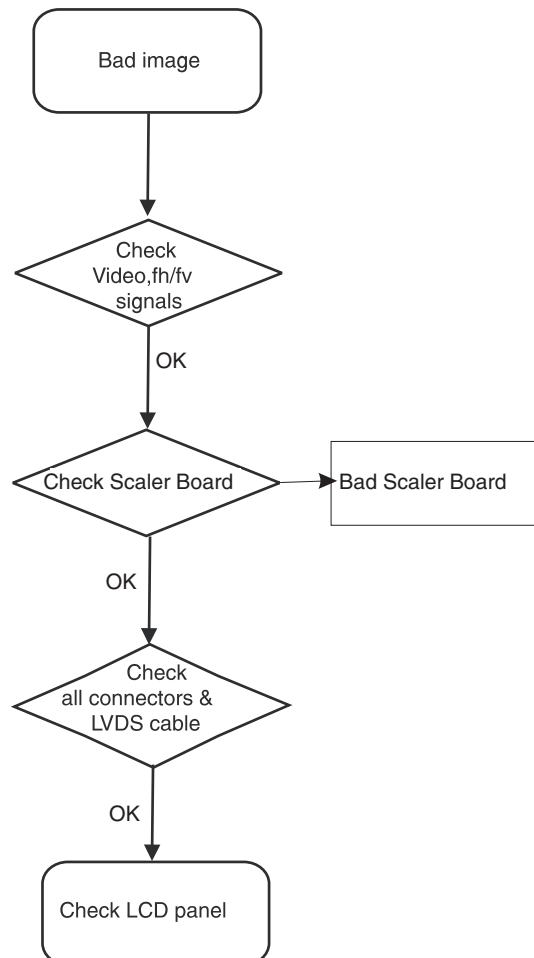 Bad image
Check
Video,fh/fv
signals
OK
Check Scaler Board
Bad Scaler Board
OK
Check
all connectors &
LVDS cable
OK
Check LCD panel